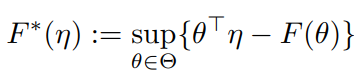 F*(η) := sup_{θ∈Θ} {θ^⊤η − F(θ)}